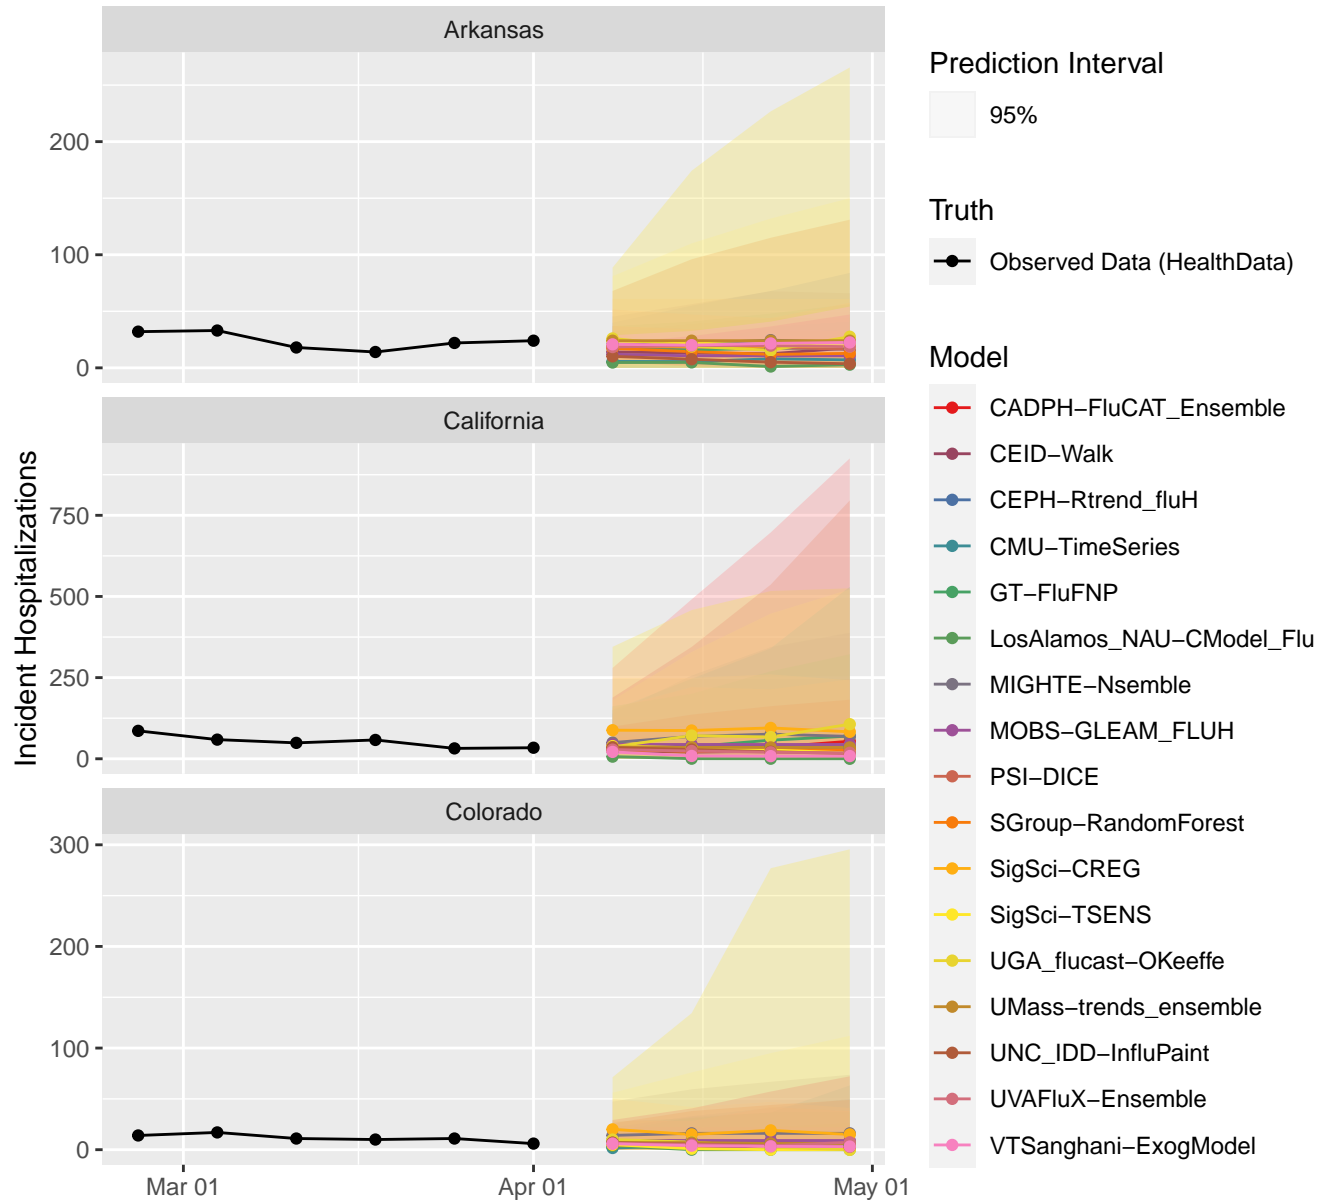 Arkansas
200
100
0
California
750
500
250
0
Colorado
300
200
100
0
Mar 01
Apr 01
May 01
Incident Hospitalizations
Prediction Interval
95%
Truth
Observed Data (HealthData)
Model
CADPH−FluCAT_Ensemble
CEID−Walk
CEPH−Rtrend_fluH
CMU−TimeSeries
GT−FluFNP
LosAlamos_NAU−CModel_Flu
MIGHTE−Nsemble
MOBS−GLEAM_FLUH
PSI−DICE
SGroup−RandomForest
SigSci−CREG
SigSci−TSENS
UGA_flucast−OKeeffe
UMass−trends_ensemble
UNC_IDD−InfluPaint
UVAFluX−Ensemble
VTSanghani−ExogModel